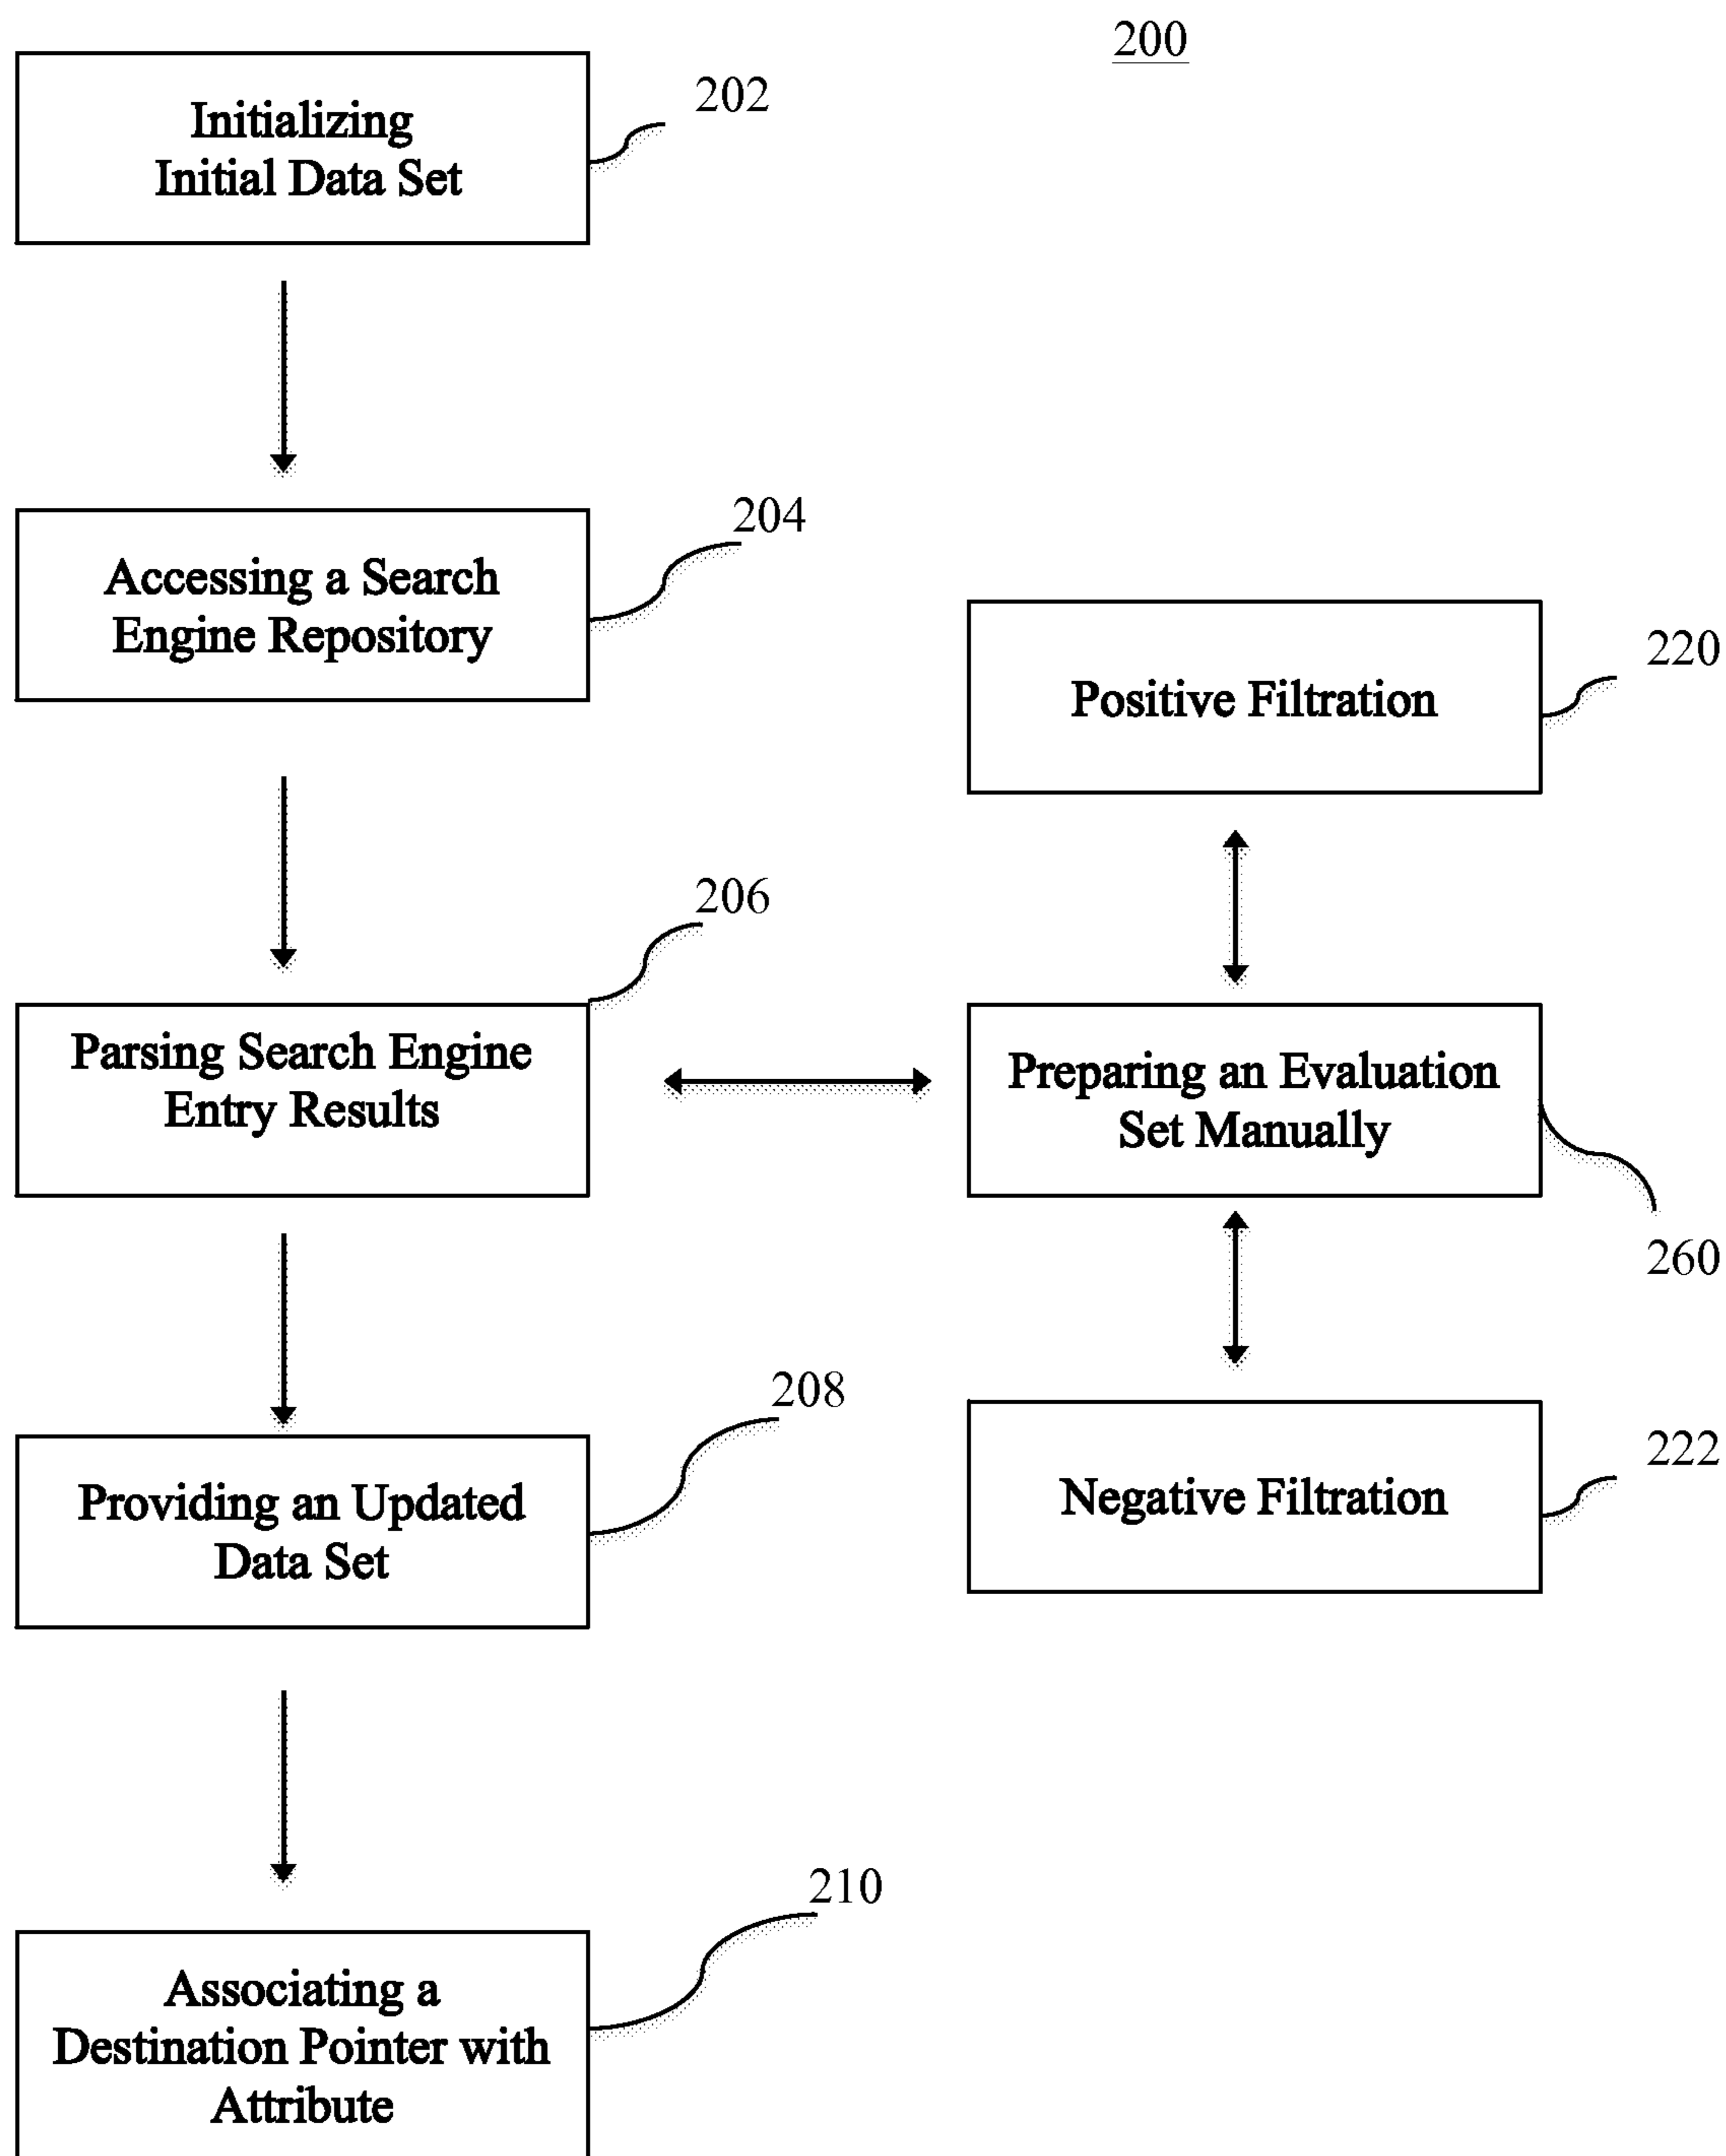 200
202
Initializing
Initial Data Set
204
Accessing a Search
Engine Repository
220
Positive Filtration
206
Parsing Search Engine
Entry Results
Preparing an Evaluation
Set Manually
260
208
Providing an Updated
Data Set
222
Negative Filtration
210
Associating a
Destination Pointer with
Attribute